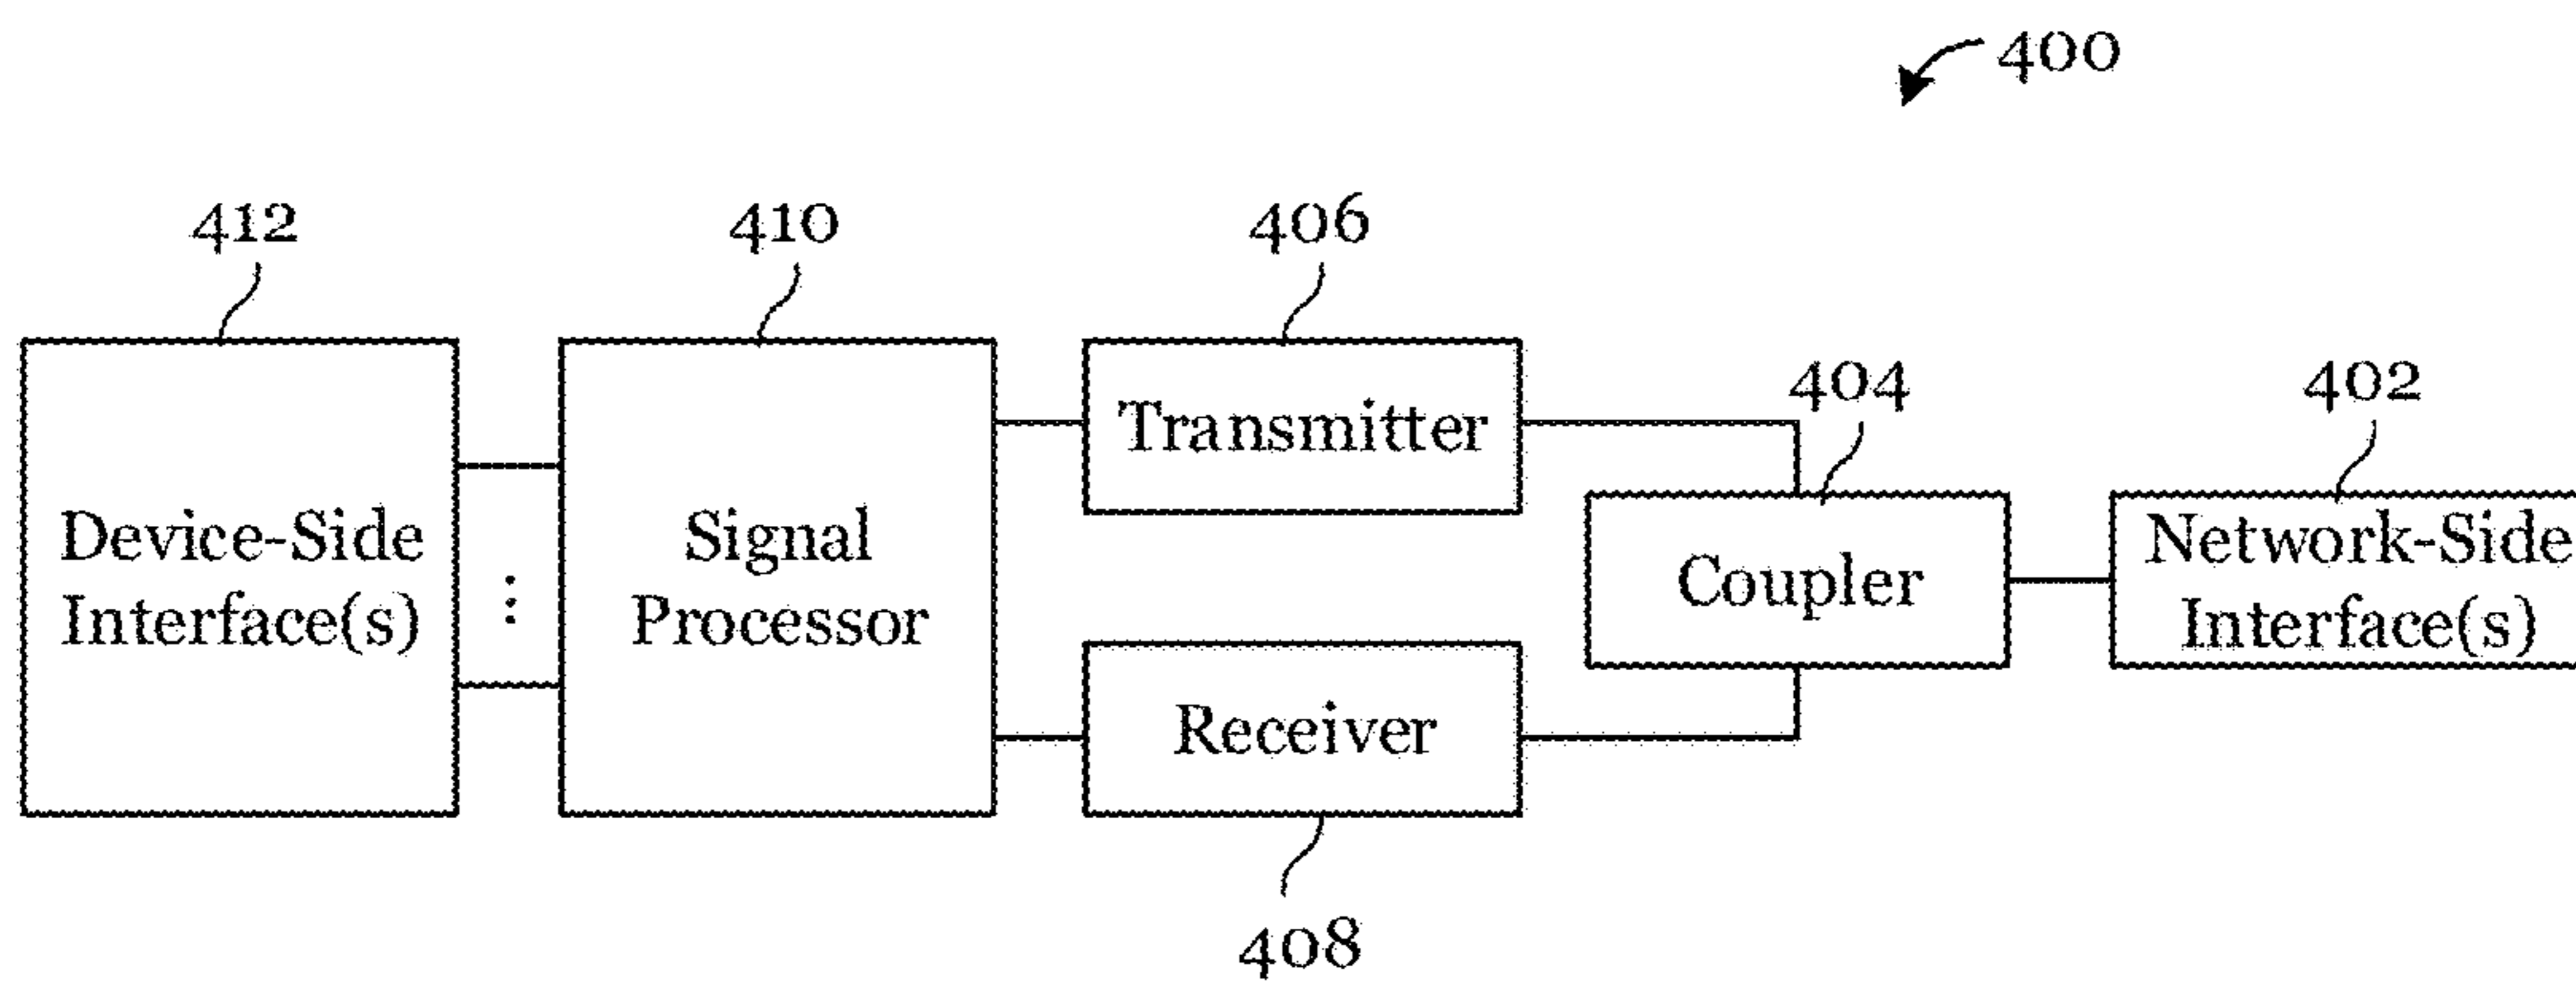 400
412
410
406
404
402
Device-Side
Interface(s)
Signal
Processor
Transmitter
Receiver
Coupler
Network-Side
Interface(s)
408